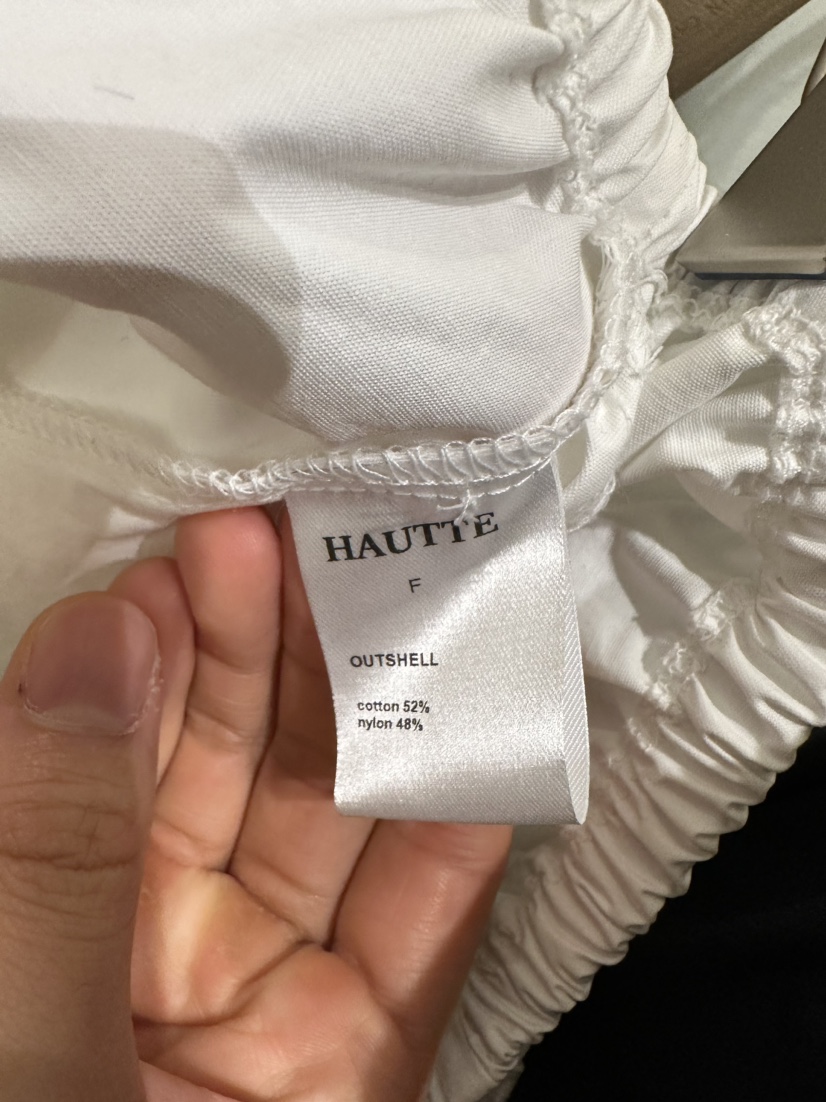 HAUTTE
F
OUTSHELL
cotton 52%
nylon 48%